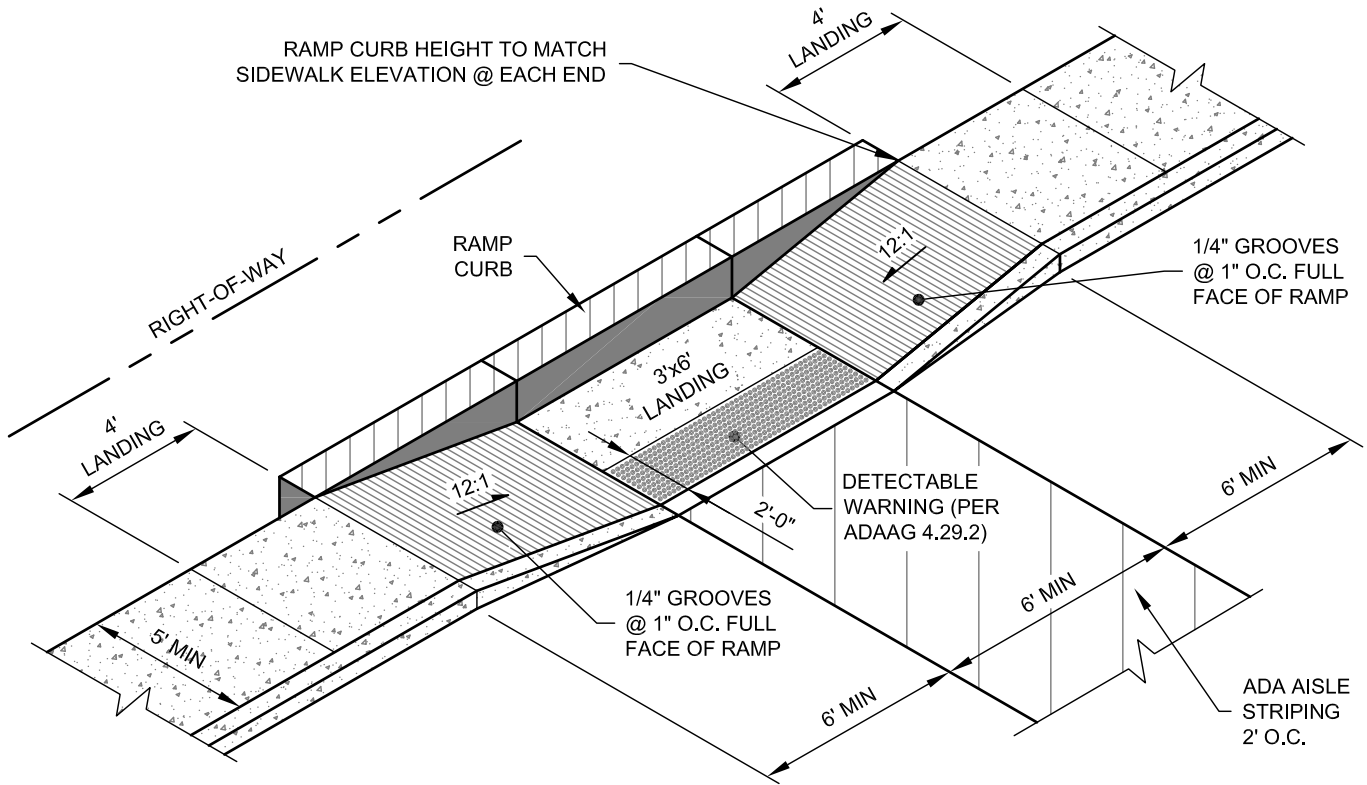 4'
LANDING
RAMP CURB HEIGHT TO MATCH
SIDEWALK ELEVATION @ EACH END
RIGHT-OF-WAY
RAMP
CURB
12:1
1/4" GROOVES
@ 1" O.C. FULL
FACE OF RAMP
3'x6'
LANDING
4'
LANDING
12:1
2'-0"
DETECTABLE
WARNING (PER
ADAAG 4.29.2)
6' MIN
6' MIN
6' MIN
1/4" GROOVES
@ 1" O.C. FULL
FACE OF RAMP
5' MIN
ADA AISLE
STRIPING
2' O.C.